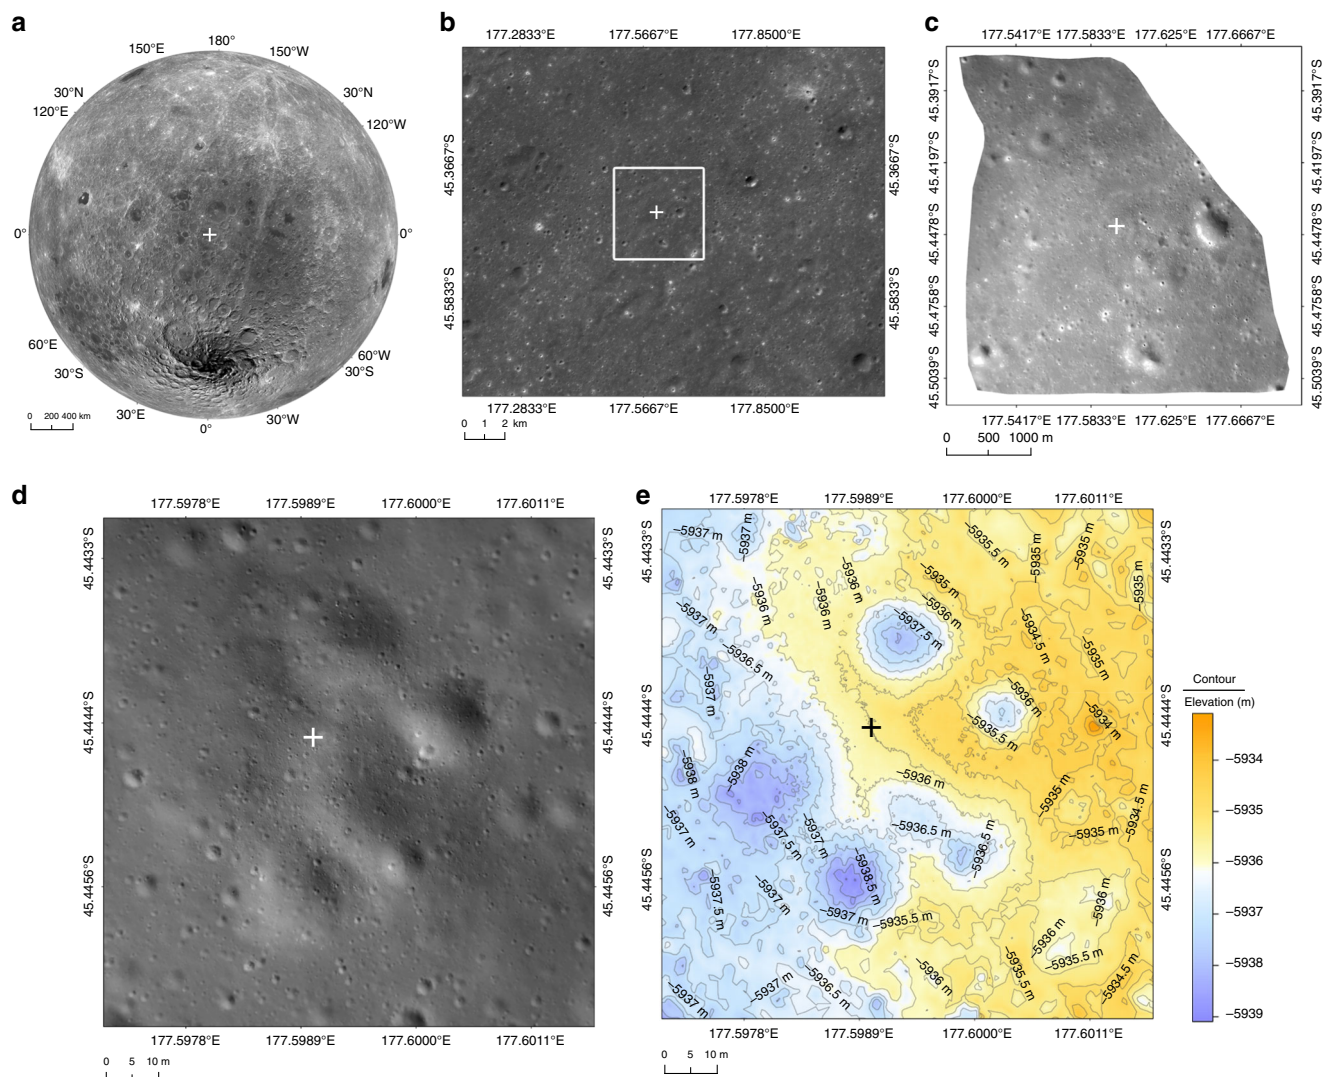 a
150°E 180° 150°W
30°N 30°N
120°E 120°W
0° 0°
60°E 60°W
30°S 30°S
30°E 30°W
0°
0 200 400 km
b
177.2833°E 177.5667°E 177.8500°E
45.3667°S 45.3667°S
45.5833°S 45.5833°S
177.2833°E 177.5667°E 177.8500°E
0 1 2 km
c
177.5417°E 177.5833°E 177.625°E 177.6667°E
45.3917°S 45.3917°S
45.4197°S 45.4197°S
45.4478°S 45.4478°S
45.4758°S 45.4758°S
45.5039°S 45.5039°S
177.5417°E 177.5833°E 177.625°E 177.6667°E
0 500 1000 m
d
177.5978°E 177.5989°E 177.6000°E 177.6011°E
45.4433°S 45.4433°S
45.4444°S 45.4444°S
45.4456°S 45.4456°S
177.5978°E 177.5989°E 177.6000°E 177.6011°E
0 5 10 m
e
177.5978°E 177.5989°E 177.6000°E 177.6011°E
45.4433°S 45.4433°S
45.4444°S 45.4444°S
45.4456°S 45.4456°S
−5937 m
−5937 m
−5935.5 m
−5935 m
−5935 m
−5936 m
−5936 m
−5936 m
−5935 m
−5936 m
−5935 m
−5937 m
−5937.5 m
−5934.5 m
−5935 m
−5936.5 m
−5937 m
−5936 m
−5935.5 m
−5934 m
−5938 m
−5938 m
−5936 m
−5935 m
−5934.5 m
−5937 m
−5937.5 m
−5937 m
−5936.5 m
−5936.5 m
−5935 m
−5938.5 m
−5937.5 m
−5937 m
−5937 m
−5935.5 m
−5936 m
−5936 m
−5935.5 m
−5937 m
−5937 m
−5936.5 m
−5936 m
−5935.5 m
−5934.5 m
177.5978°E 177.5989°E 177.6000°E 177.6011°E
0 5 10 m
Contour
Elevation (m)
−5934
−5935
−5936
−5937
−5938
−5939